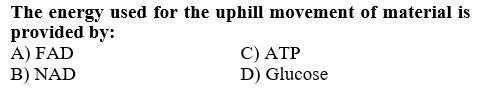 The energy used for the uphill movement of material is
provided by:
A) FAD C) ATP
B) NAD D) Glucose